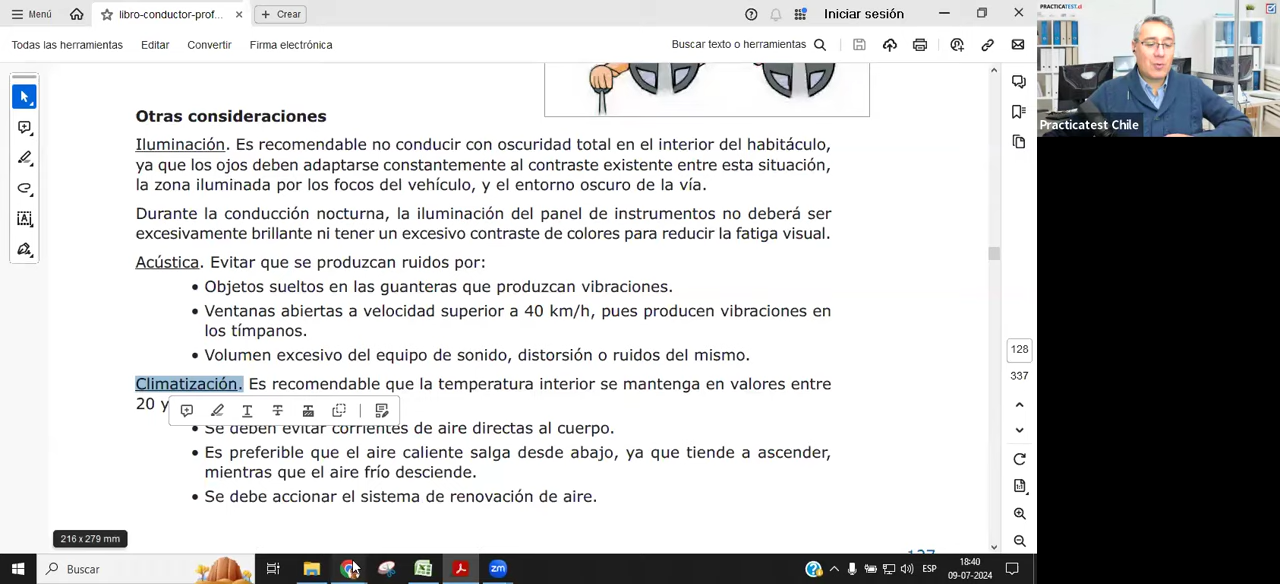 Menú
libro-conductor-prof...
Crear
Iniciar sesión
Todas las herramientas
Editar
Convertir
Firma electrónica
Buscar texto o herramientas
PRACTICATEST.cl
Practicatest Chile
Otras consideraciones
Iluminación. Es recomendable no conducir con oscuridad total en el interior del habitáculo,
ya que los ojos deben adaptarse constantemente al contraste existente entre esta situación,
la zona iluminada por los focos del vehículo, y el entorno oscuro de la vía.
Durante la conducción nocturna, la iluminación del panel de instrumentos no deberá ser
excesivamente brillante ni tener un excesivo contraste de colores para reducir la fatiga visual.
Acústica. Evitar que se produzcan ruidos por:
• Objetos sueltos en las guanteras que produzcan vibraciones.
• Ventanas abiertas a velocidad superior a 40 km/h, pues producen vibraciones en
los tímpanos.
• Volumen excesivo del equipo de sonido, distorsión o ruidos del mismo.
Climatización. Es recomendable que la temperatura interior se mantenga en valores entre
20 y
• Se deben evitar corrientes de aire directas al cuerpo.
• Es preferible que el aire caliente salga desde abajo, ya que tiende a ascender,
mientras que el aire frío desciende.
• Se debe accionar el sistema de renovación de aire.
128
337
216 x 279 mm
Buscar
zm
ESP
18:40
09-07-2024